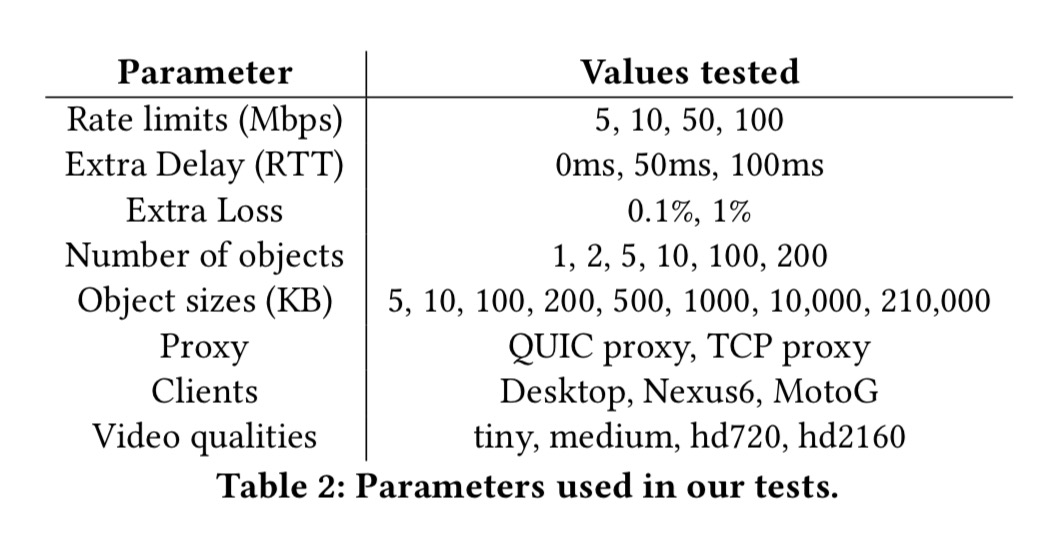 Parameter Values tested
Rate limits (Mbps) 5, 10, 50, 100
Extra Delay (RTT) 0ms, 50ms, 100ms
Extra Loss 0.1%, 1%
Number of objects 1, 2, 5, 10, 100, 200
Object sizes (KB) 5, 10, 100, 200, 500, 1000, 10,000, 210,000
Proxy QUIC proxy, TCP proxy
Clients Desktop, Nexus6, MotoG
Video qualities tiny, medium, hd720, hd2160
Table 2: Parameters used in our tests.